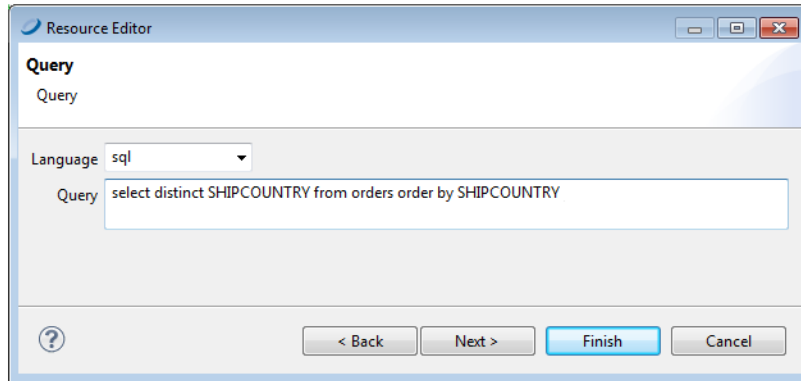 Resource Editor
Query
Query
Language sql
Query select distinct SHIPCOUNTRY from orders order by SHIPCOUNTRY
? < Back Next > Finish Cancel